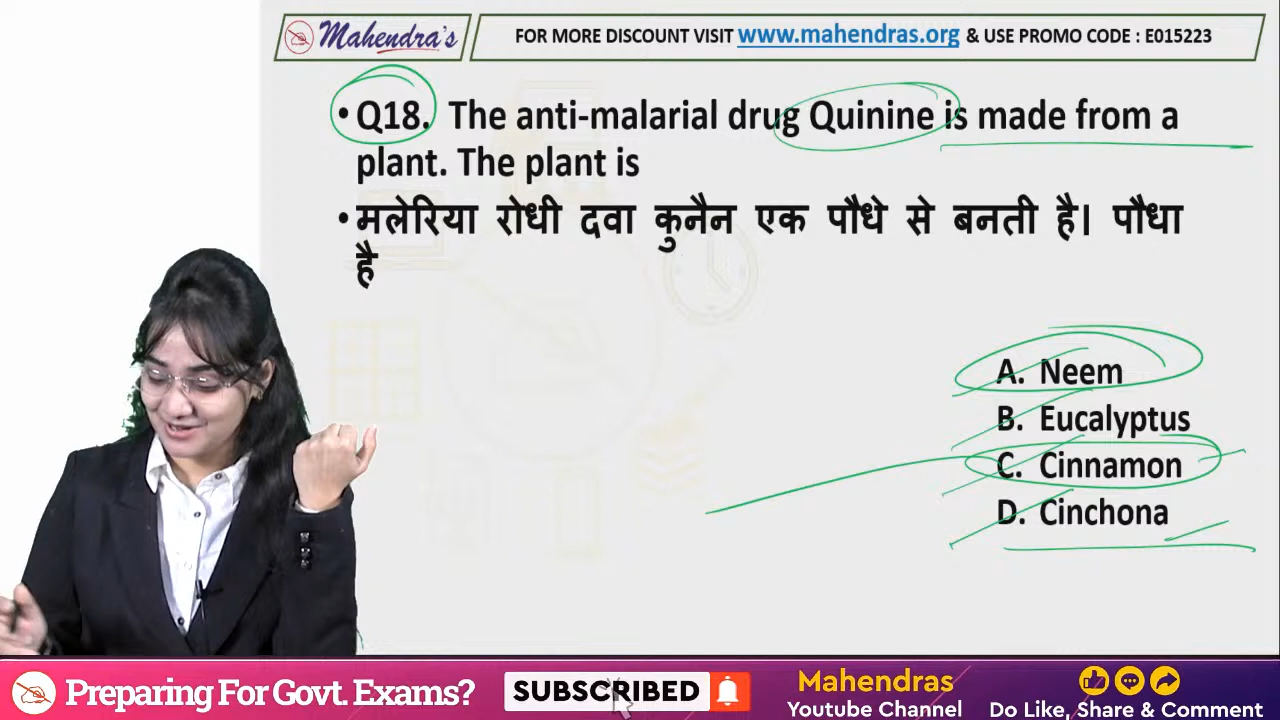 Mahendra's
FOR MORE DISCOUNT VISIT www.mahendras.org & USE PROMO CODE : E015223
• Q18. The anti-malarial drug Quinine is made from a
plant. The plant is
• मलेरिया रोधी दवा कुनैन एक पौधे से बनती है। पौधा
है
A. Neem
B. Eucalyptus
C. Cinnamon
D. Cinchona
Preparing For Govt. Exams?
SUBSCRIBED
Mahendras
YouTube Channel
Do Like, Share & Comment